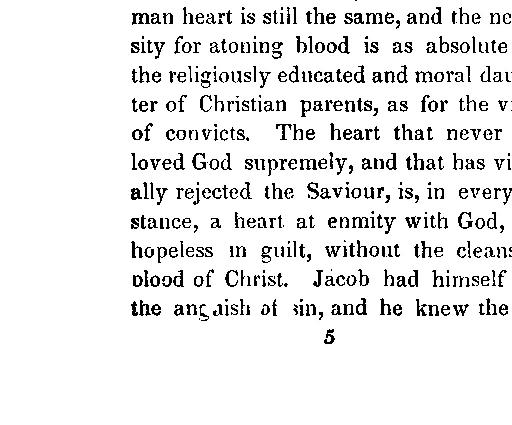 man heart is still the same, and the ne
sity for atoning blood is as absolute
the religiously educated and moral dau
ter of Christian parents, as for the vi
of convicts. The heart that never
loved God supremely, and that has vi
ally rejected the Saviour, is, in every
stance, a heart at enmity with God,
hopeless in guilt, without the cleans
blood of Christ. Jacob had himself
the anguish of sin, and he knew the
5